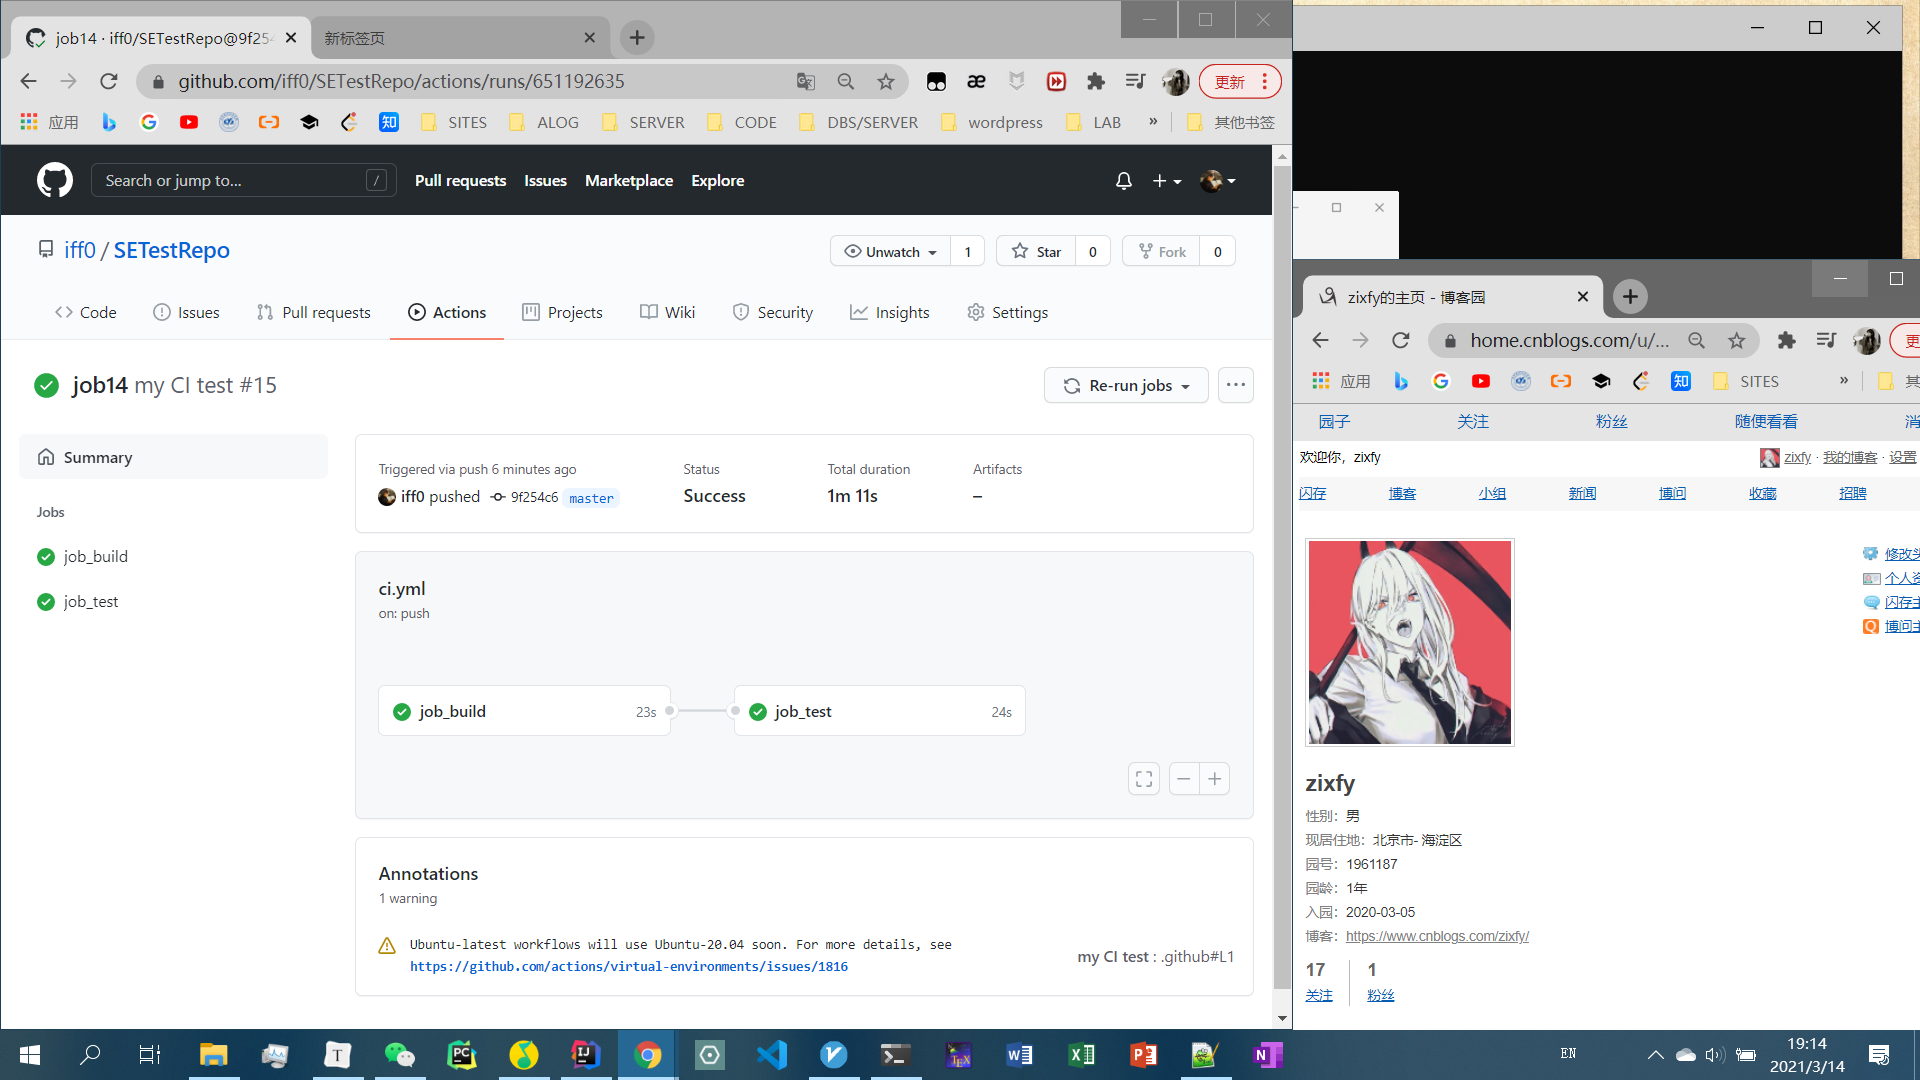 job14 · iff0/SETestRepo@9f254
新标签页
github.com/iff0/SETestRepo/actions/runs/651192635
更新
应用
知
SITES
ALOG
SERVER
CODE
DBS/SERVER
wordpress
LAB
»
其他书签
Search or jump to...
/
Pull requests
Issues
Marketplace
Explore
iff0 / SETestRepo
Unwatch
1
Star
0
Fork
0
Code
Issues
Pull requests
Actions
Projects
Wiki
Security
Insights
Settings
job14 my CI test #15
Re-run jobs
Summary
Jobs
job_build
job_test
Triggered via push 6 minutes ago
iff0 pushed 9f254c6 master
Status
Success
Total duration
1m 11s
Artifacts
–
ci.yml
on: push
job_build 23s
job_test 24s
Annotations
1 warning
Ubuntu-latest workflows will use Ubuntu-20.04 soon. For more details, see
https://github.com/actions/virtual-environments/issues/1816
my CI test : .github#L1
zixfy的主页 - 博客园
home.cnblogs.com/u/...
更
应用
知
SITES
»
其
园子
关注
粉丝
随便看看
消
欢迎你，zixfy
zixfy · 我的博客 · 设置
闪存
博客
小组
新闻
博问
收藏
招聘
修改头
个人资
闪存主
博问主
zixfy
性别：男
现居住地：北京市- 海淀区
园号：1961187
园龄：1年
入园：2020-03-05
博客：https://www.cnblogs.com/zixfy/
17
关注
1
粉丝
EN
19:14
2021/3/14